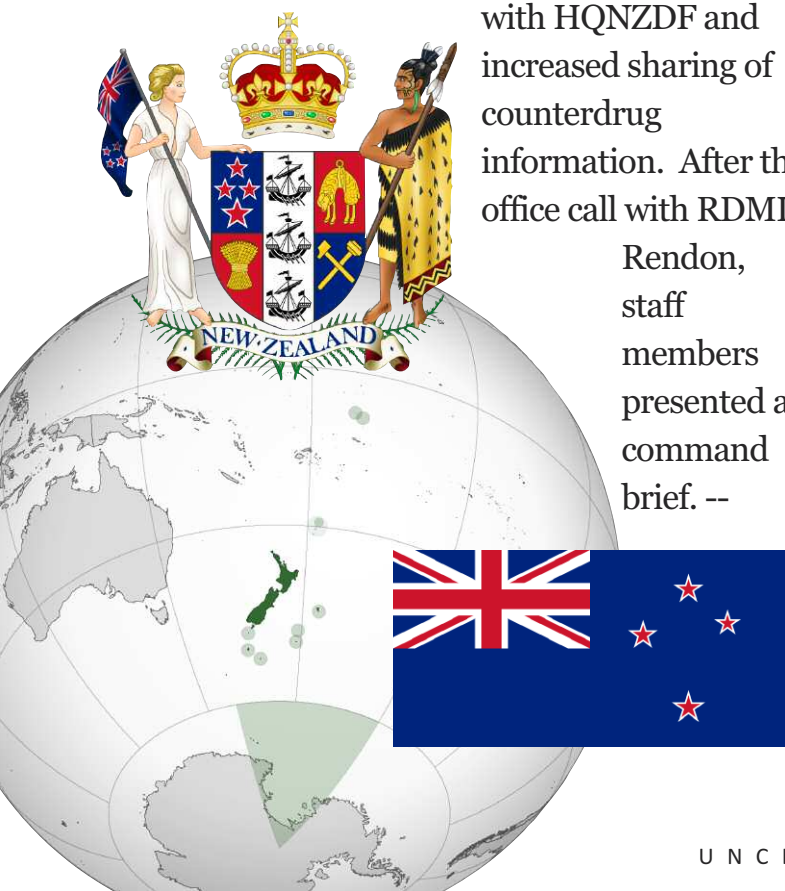 with HQNZDF and
increased sharing of
counterdrug
information. After th
office call with RDM
Rendon,
staff
members
presented a
command
brief. --
NEW·ZEALAND
U N C